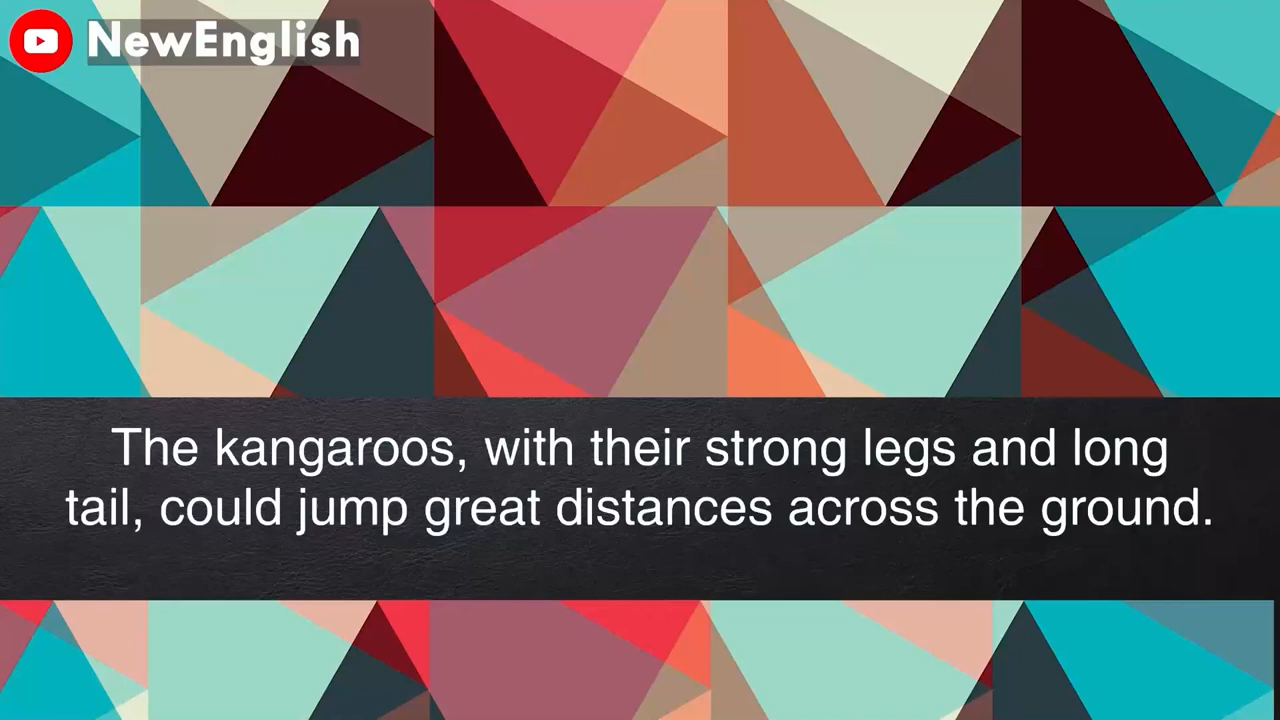 NewEnglish
The kangaroos, with their strong legs and long
tail, could jump great distances across the ground.